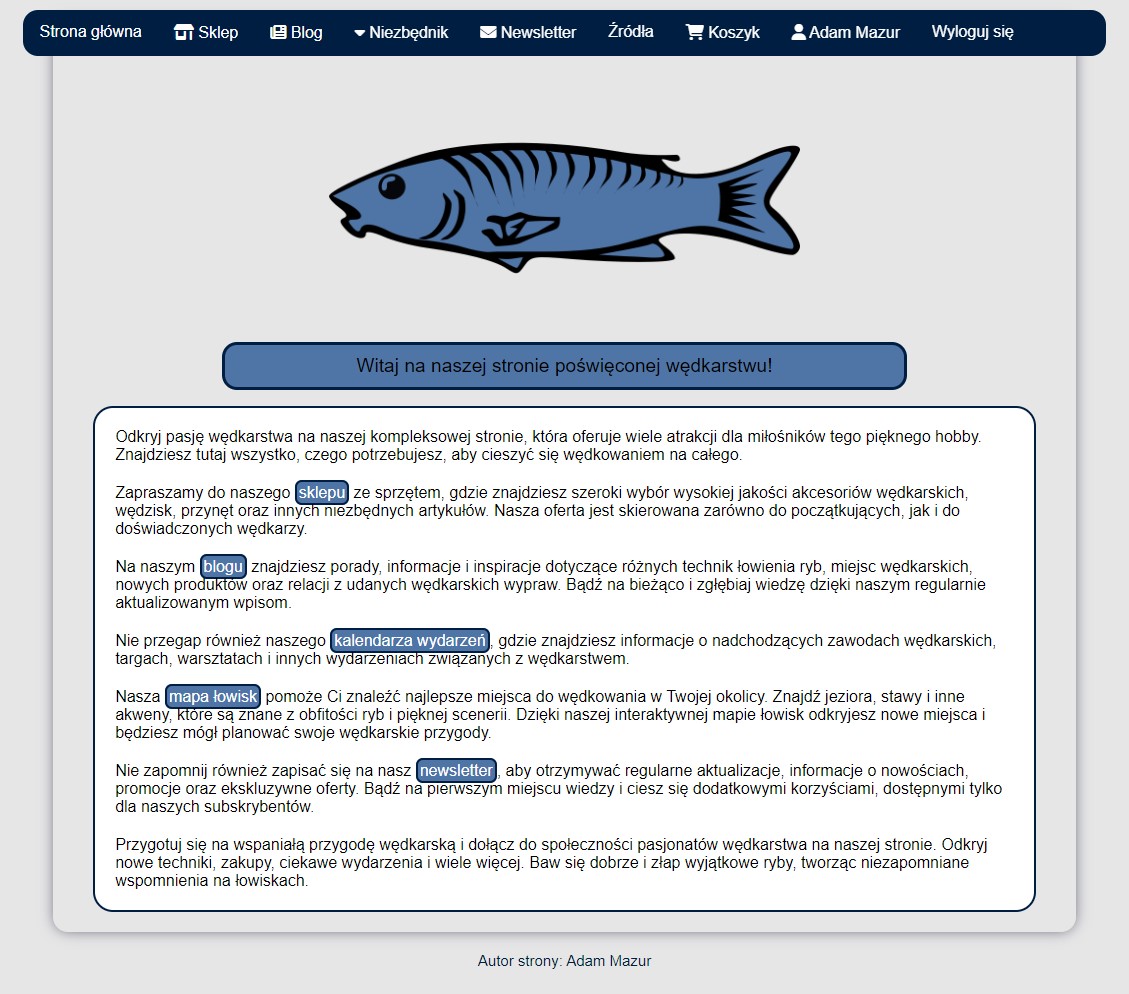 Strona główna Sklep Blog Niezbędnik Newsletter Źródła Koszyk Adam Mazur Wyloguj się
Witaj na naszej stronie poświęconej wędkarstwu!
Odkryj pasję wędkarstwa na naszej kompleksowej stronie, która oferuje wiele atrakcji dla miłośników tego pięknego hobby.
Znajdziesz tutaj wszystko, czego potrzebujesz, aby cieszyć się wędkowaniem na całego.
Zapraszamy do naszego sklepu ze sprzętem, gdzie znajdziesz szeroki wybór wysokiej jakości akcesoriów wędkarskich,
wędzisk, przynęt oraz innych niezbędnych artykułów. Nasza oferta jest skierowana zarówno do początkujących, jak i do
doświadczonych wędkarzy.
Na naszym blogu znajdziesz porady, informacje i inspiracje dotyczące różnych technik łowienia ryb, miejsc wędkarskich,
nowych produktów oraz relacji z udanych wędkarskich wypraw. Bądź na bieżąco i zgłębiaj wiedzę dzięki naszym regularnie
aktualizowanym wpisom.
Nie przegap również naszego kalendarza wydarzeń, gdzie znajdziesz informacje o nadchodzących zawodach wędkarskich,
targach, warsztatach i innych wydarzeniach związanych z wędkarstwem.
Nasza mapa łowisk pomoże Ci znaleźć najlepsze miejsca do wędkowania w Twojej okolicy. Znajdź jeziora, stawy i inne
akweny, które są znane z obfitości ryb i pięknej scenerii. Dzięki naszej interaktywnej mapie łowisk odkryjesz nowe miejsca i
będziesz mógł planować swoje wędkarskie przygody.
Nie zapomnij również zapisać się na nasz newsletter, aby otrzymywać regularne aktualizacje, informacje o nowościach,
promocje oraz ekskluzywne oferty. Bądź na pierwszym miejscu wiedzy i ciesz się dodatkowymi korzyściami, dostępnymi tylko
dla naszych subskrybentów.
Przygotuj się na wspaniałą przygodę wędkarską i dołącz do społeczności pasjonatów wędkarstwa na naszej stronie. Odkryj
nowe techniki, zakupy, ciekawe wydarzenia i wiele więcej. Baw się dobrze i złap wyjątkowe ryby, tworząc niezapomniane
wspomnienia na łowiskach.
Autor strony: Adam Mazur